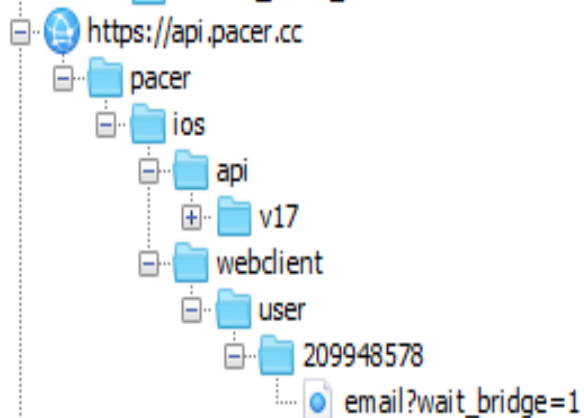 https://api.pacer.cc
pacer
ios
api
v17
webclient
user
209948578
email?wait_bridge=1